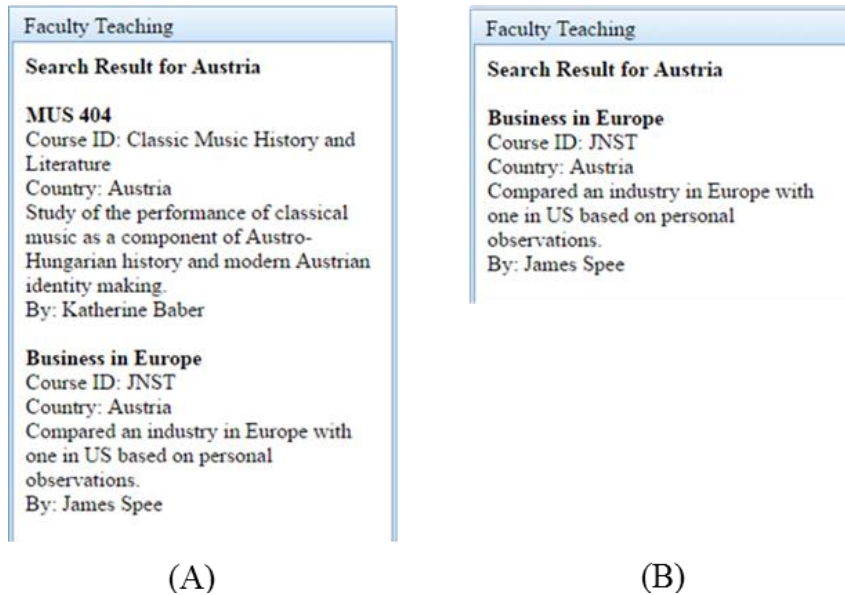 Faculty Teaching
Search Result for Austria
MUS 404
Course ID: Classic Music History and
Literature
Country: Austria
Study of the performance of classical
music as a component of Austro-
Hungarian history and modern Austrian
identity making.
By: Katherine Baber
Business in Europe
Course ID: JNST
Country: Austria
Compared an industry in Europe with
one in US based on personal
observations.
By: James Spee
(A)
Faculty Teaching
Search Result for Austria
Business in Europe
Course ID: JNST
Country: Austria
Compared an industry in Europe with
one in US based on personal
observations.
By: James Spee
(B)